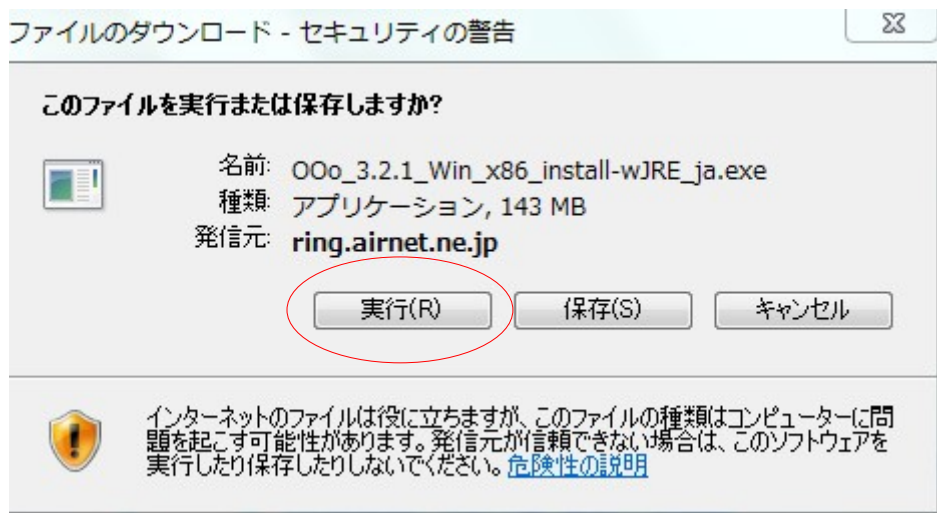 ファイルのダウンロード - セキュリティの警告
このファイルを実行または保存しますか?
名前: OOo_3.2.1_Win_x86_install-wJRE_ja.exe
種類: アプリケーション, 143 MB
発信元: ring.airnet.ne.jp
実行(R) 保存(S) キャンセル
インターネットのファイルは役に立ちますが、このファイルの種類はコンピューターに問
題を起こす可能性があります。発信元が信頼できない場合は、このソフトウェアを
実行したり保存したりしないでください。危険性の説明